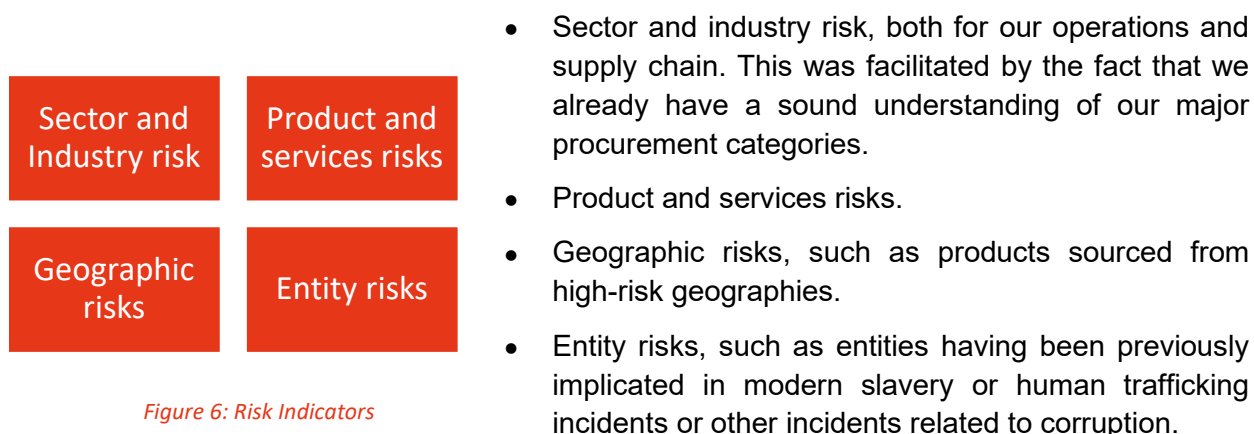 Sector and
Industry risk
Product and
services risks
Geographic
risks
Entity risks
Figure 6: Risk Indicators
• Sector and industry risk, both for our operations and
supply chain. This was facilitated by the fact that we
already have a sound understanding of our major
procurement categories.
• Product and services risks.
• Geographic risks, such as products sourced from
high-risk geographies.
• Entity risks, such as entities having been previously
implicated in modern slavery or human trafficking
incidents or other incidents related to corruption.